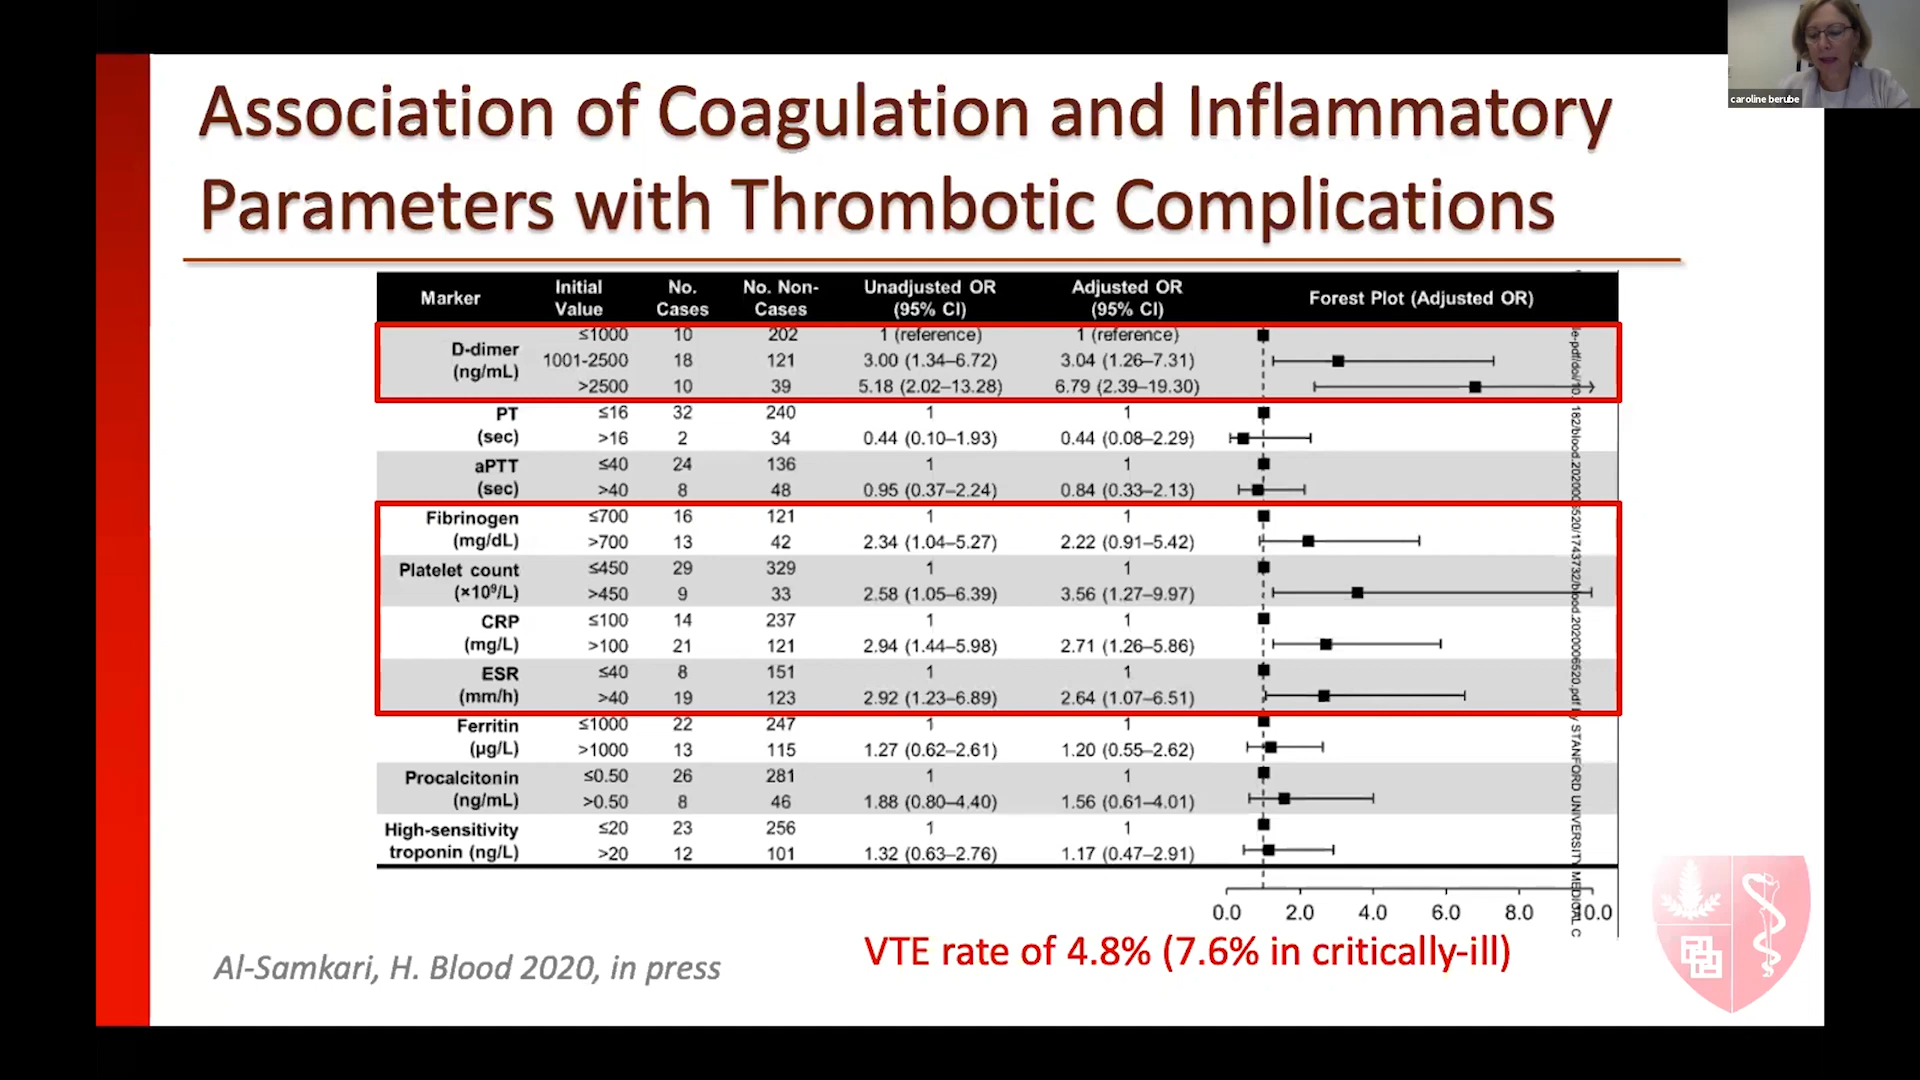 caroline berube
Association of Coagulation and Inflammatory
Parameters with Thrombotic Complications
Marker Initial Value No. Cases No. Non-Cases Unadjusted OR (95% CI) Adjusted OR (95% CI) Forest Plot (Adjusted OR)
D-dimer (ng/mL) ≤1000 10 202 1 (reference) 1 (reference)
1001-2500 18 121 3.00 (1.34–6.72) 3.04 (1.26–7.31)
>2500 10 39 5.18 (2.02–13.28) 6.79 (2.39–19.30)
PT ≤16 32 240 1 1
(sec) >16 2 34 0.44 (0.10–1.93) 0.44 (0.08–2.29)
aPTT ≤40 24 136 1 1
(sec) >40 8 48 0.95 (0.37–2.24) 0.84 (0.33–2.13)
Fibrinogen ≤700 16 121 1 1
(mg/dL) >700 13 42 2.34 (1.04–5.27) 2.22 (0.91–5.42)
Platelet count ≤450 29 329 1 1
(×10⁹/L) >450 9 33 2.58 (1.05–6.39) 3.56 (1.27–9.97)
CRP ≤100 14 237 1 1
(mg/L) >100 21 121 2.94 (1.44–5.98) 2.71 (1.26–5.86)
ESR ≤40 8 151 1 1
(mm/h) >40 19 123 2.92 (1.23–6.89) 2.64 (1.07–6.51)
Ferritin ≤1000 22 247 1 1
(µg/L) >1000 13 115 1.27 (0.62–2.61) 1.20 (0.55–2.62)
Procalcitonin ≤0.50 26 281 1 1
(ng/mL) >0.50 8 46 1.88 (0.80–4.40) 1.56 (0.61–4.01)
High-sensitivity ≤20 23 256 1 1
troponin (ng/L) >20 12 101 1.32 (0.63–2.76) 1.17 (0.47–2.91)
0.0 2.0 4.0 6.0 8.0 10.0
STANFORD UNIVERSITY MEDICAL C
VTE rate of 4.8% (7.6% in critically-ill)
Al-Samkari, H. Blood 2020, in press